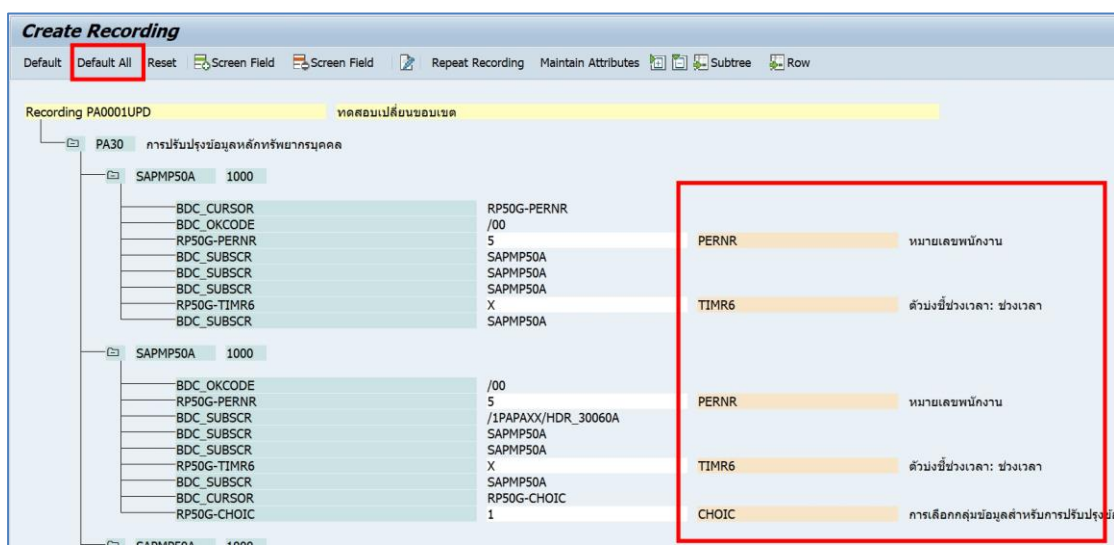 Create Recording
Default Default All Reset Screen Field Screen Field Repeat Recording Maintain Attributes Subtree Row
Recording PA0001UPD ทดสอบเปลี่ยนขอบเขต
PA30 การปรับปรุงข้อมูลหลักทรัพยากรบุคคล
SAPMP50A 1000
BDC_CURSOR RP50G-PERNR
BDC_OKCODE /00
RP50G-PERNR 5 PERNR หมายเลขพนักงาน
BDC_SUBSCR SAPMP50A
BDC_SUBSCR SAPMP50A
BDC_SUBSCR SAPMP50A
RP50G-TIMR6 X TIMR6 ตัวบ่งชี้ช่วงเวลา: ช่วงเวลา
BDC_SUBSCR SAPMP50A
SAPMP50A 1000
BDC_OKCODE /00
RP50G-PERNR 5 PERNR หมายเลขพนักงาน
BDC_SUBSCR /1PAPAXX/HDR_30060A
BDC_SUBSCR SAPMP50A
BDC_SUBSCR SAPMP50A
RP50G-TIMR6 X TIMR6 ตัวบ่งชี้ช่วงเวลา: ช่วงเวลา
BDC_SUBSCR SAPMP50A
BDC_CURSOR RP50G-CHOIC
RP50G-CHOIC 1 CHOIC การเลือกกลุ่มข้อมูลสำหรับการปรับปรุงข้
SAPMP50A 1000